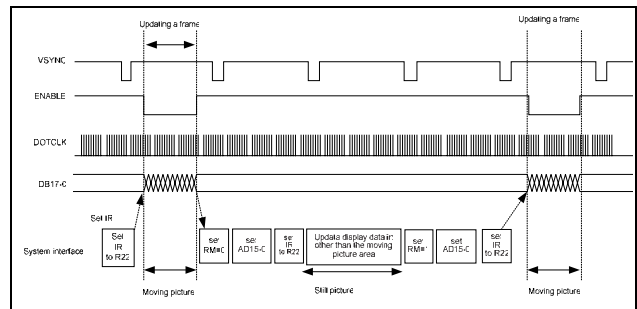 Updating a frame
Updating a frame
VSYNC
ENABLE
DOTCLK
DB17-0
Set IR
System interface
Set IR to R22
set RM=0
set AD15-0
set IR to R22
Update display data in other than the moving picture area
set RM=1
set AD15-0
set IR to R22
Moving picture
Still picture
Moving picture